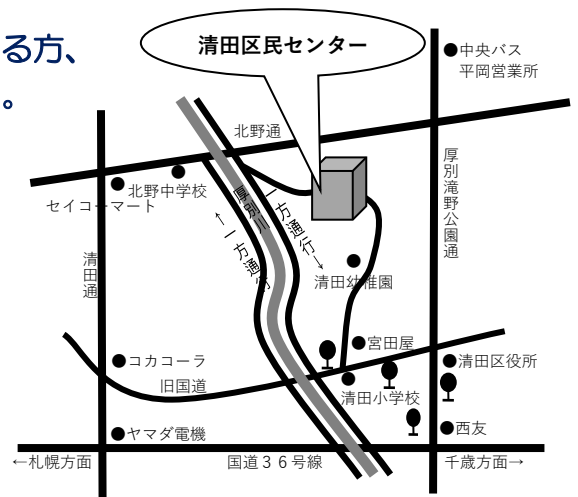 る方、
。
清田区民センター
中央バス
平岡営業所
北野通
厚別滝野公園通
北野中学校
セイコーマート
厚別川
一方通行→
←一方通行
清田通
清田幼稚園
宮田屋
コカコーラ
旧国道
清田区役所
清田小学校
ヤマダ電機
西友
←札幌方面
国道３６号線
千歳方面→